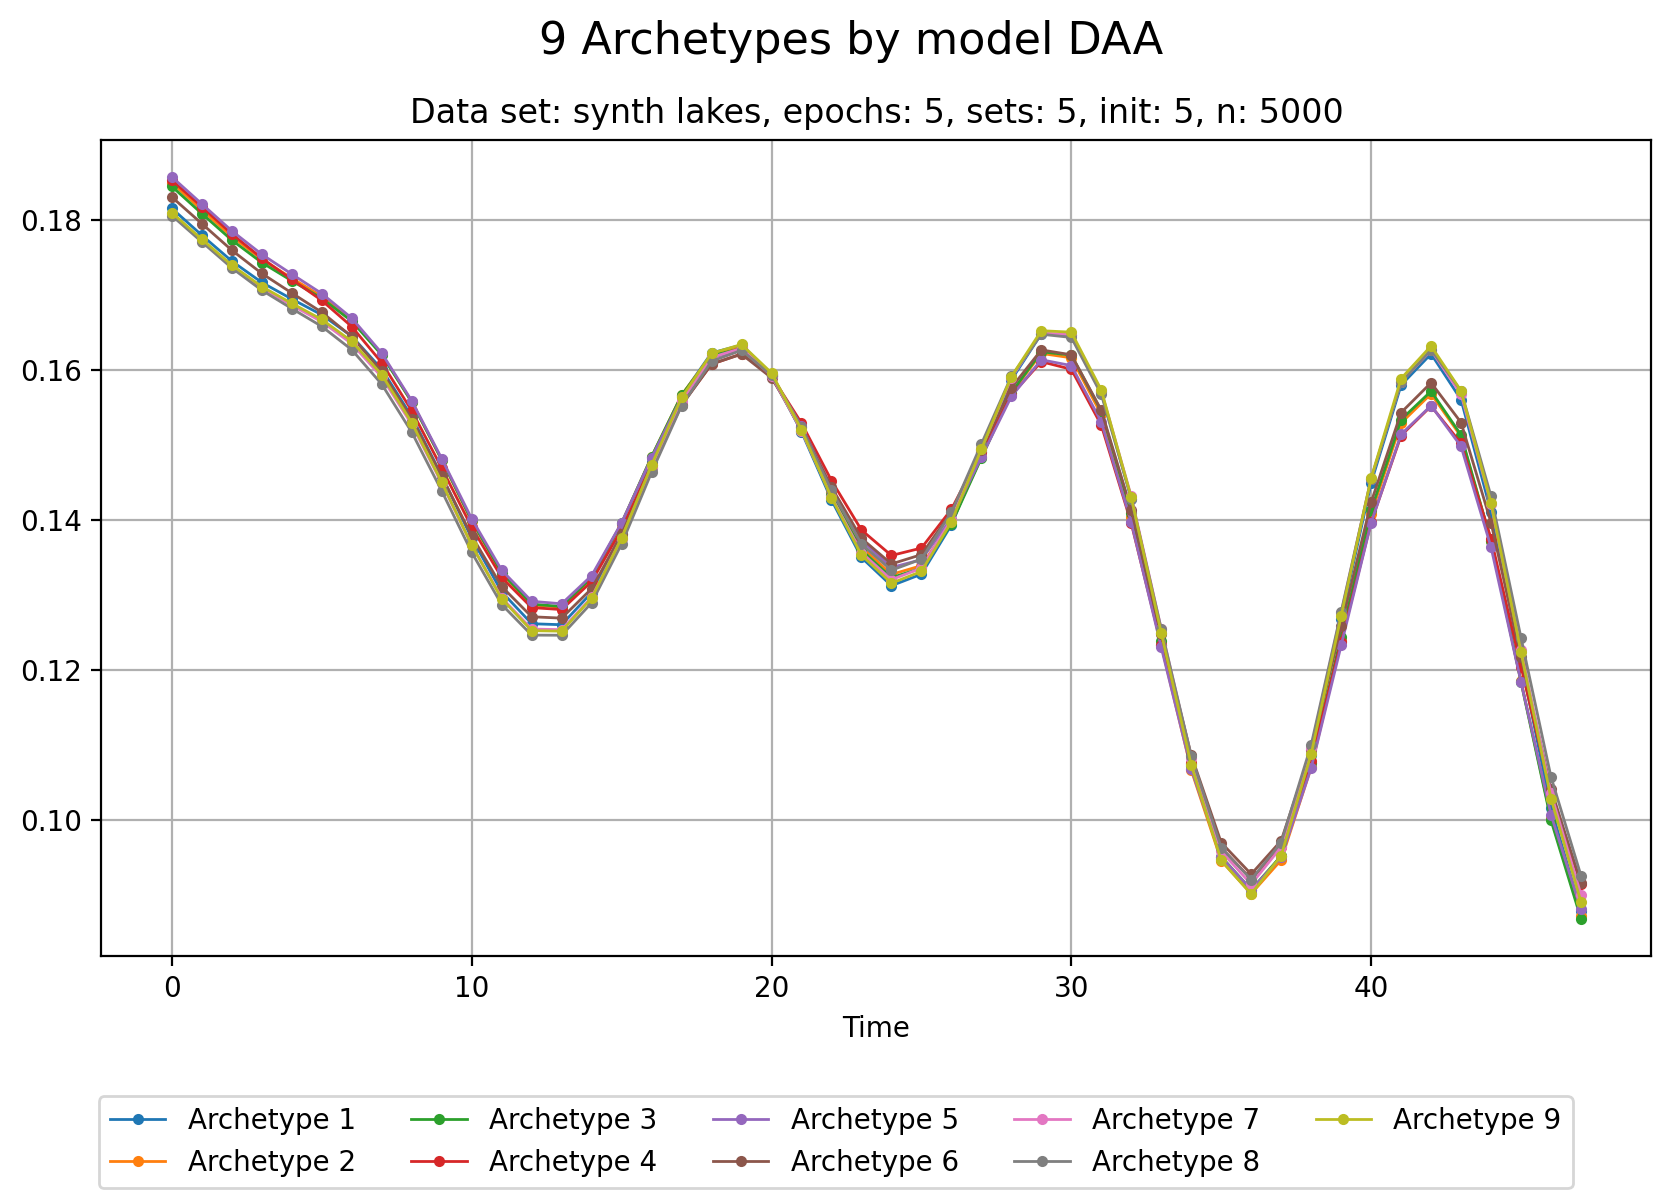 9 Archetypes by model DAA
Data set: synth lakes, epochs: 5, sets: 5, init: 5, n: 5000
0.18
0.16
0.14
0.12
0.10
0 10 20 30 40
Time
Archetype 1 Archetype 3 Archetype 5 Archetype 7 Archetype 9
Archetype 2 Archetype 4 Archetype 6 Archetype 8